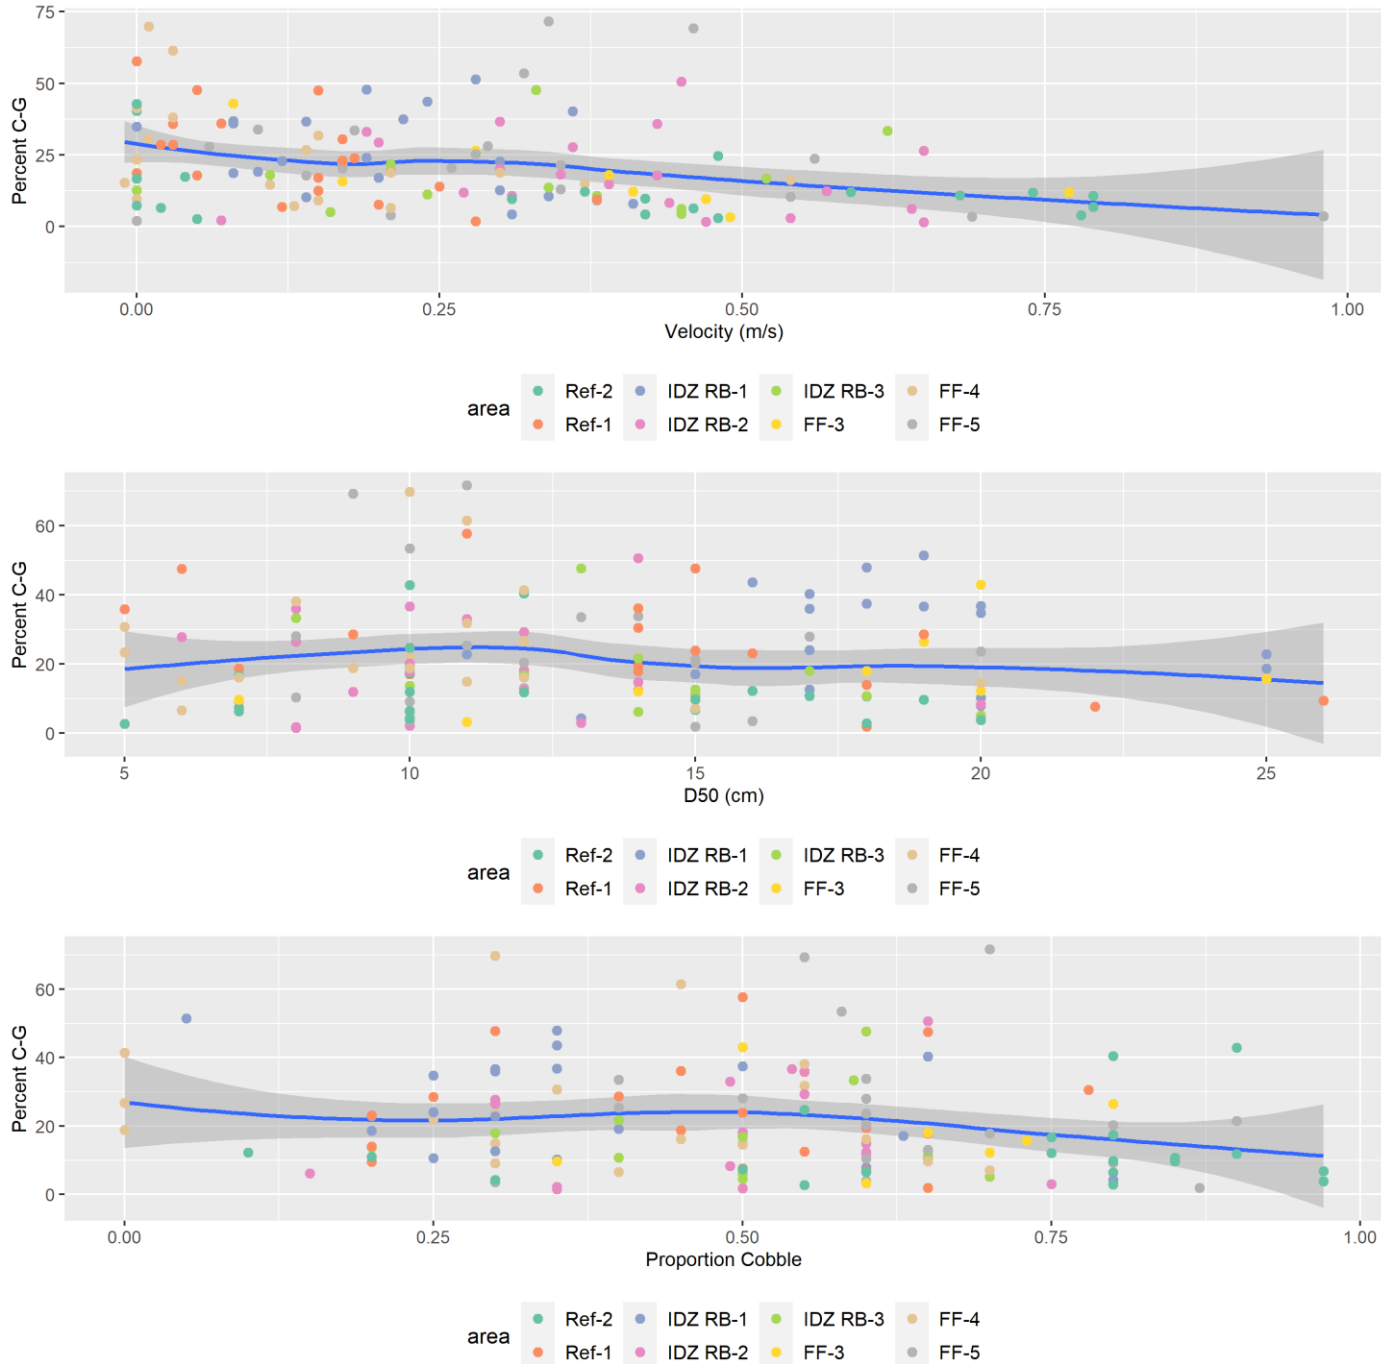 75
50
25
0
Percent C-G
0.00 0.25 0.50 0.75 1.00
Velocity (m/s)
area
Ref-2 IDZ RB-1 IDZ RB-3 FF-4
Ref-1 IDZ RB-2 FF-3 FF-5
60
40
20
0
Percent C-G
5 10 15 20 25
D50 (cm)
area
Ref-2 IDZ RB-1 IDZ RB-3 FF-4
Ref-1 IDZ RB-2 FF-3 FF-5
60
40
20
0
Percent C-G
0.00 0.25 0.50 0.75 1.00
Proportion Cobble
area
Ref-2 IDZ RB-1 IDZ RB-3 FF-4
Ref-1 IDZ RB-2 FF-3 FF-5